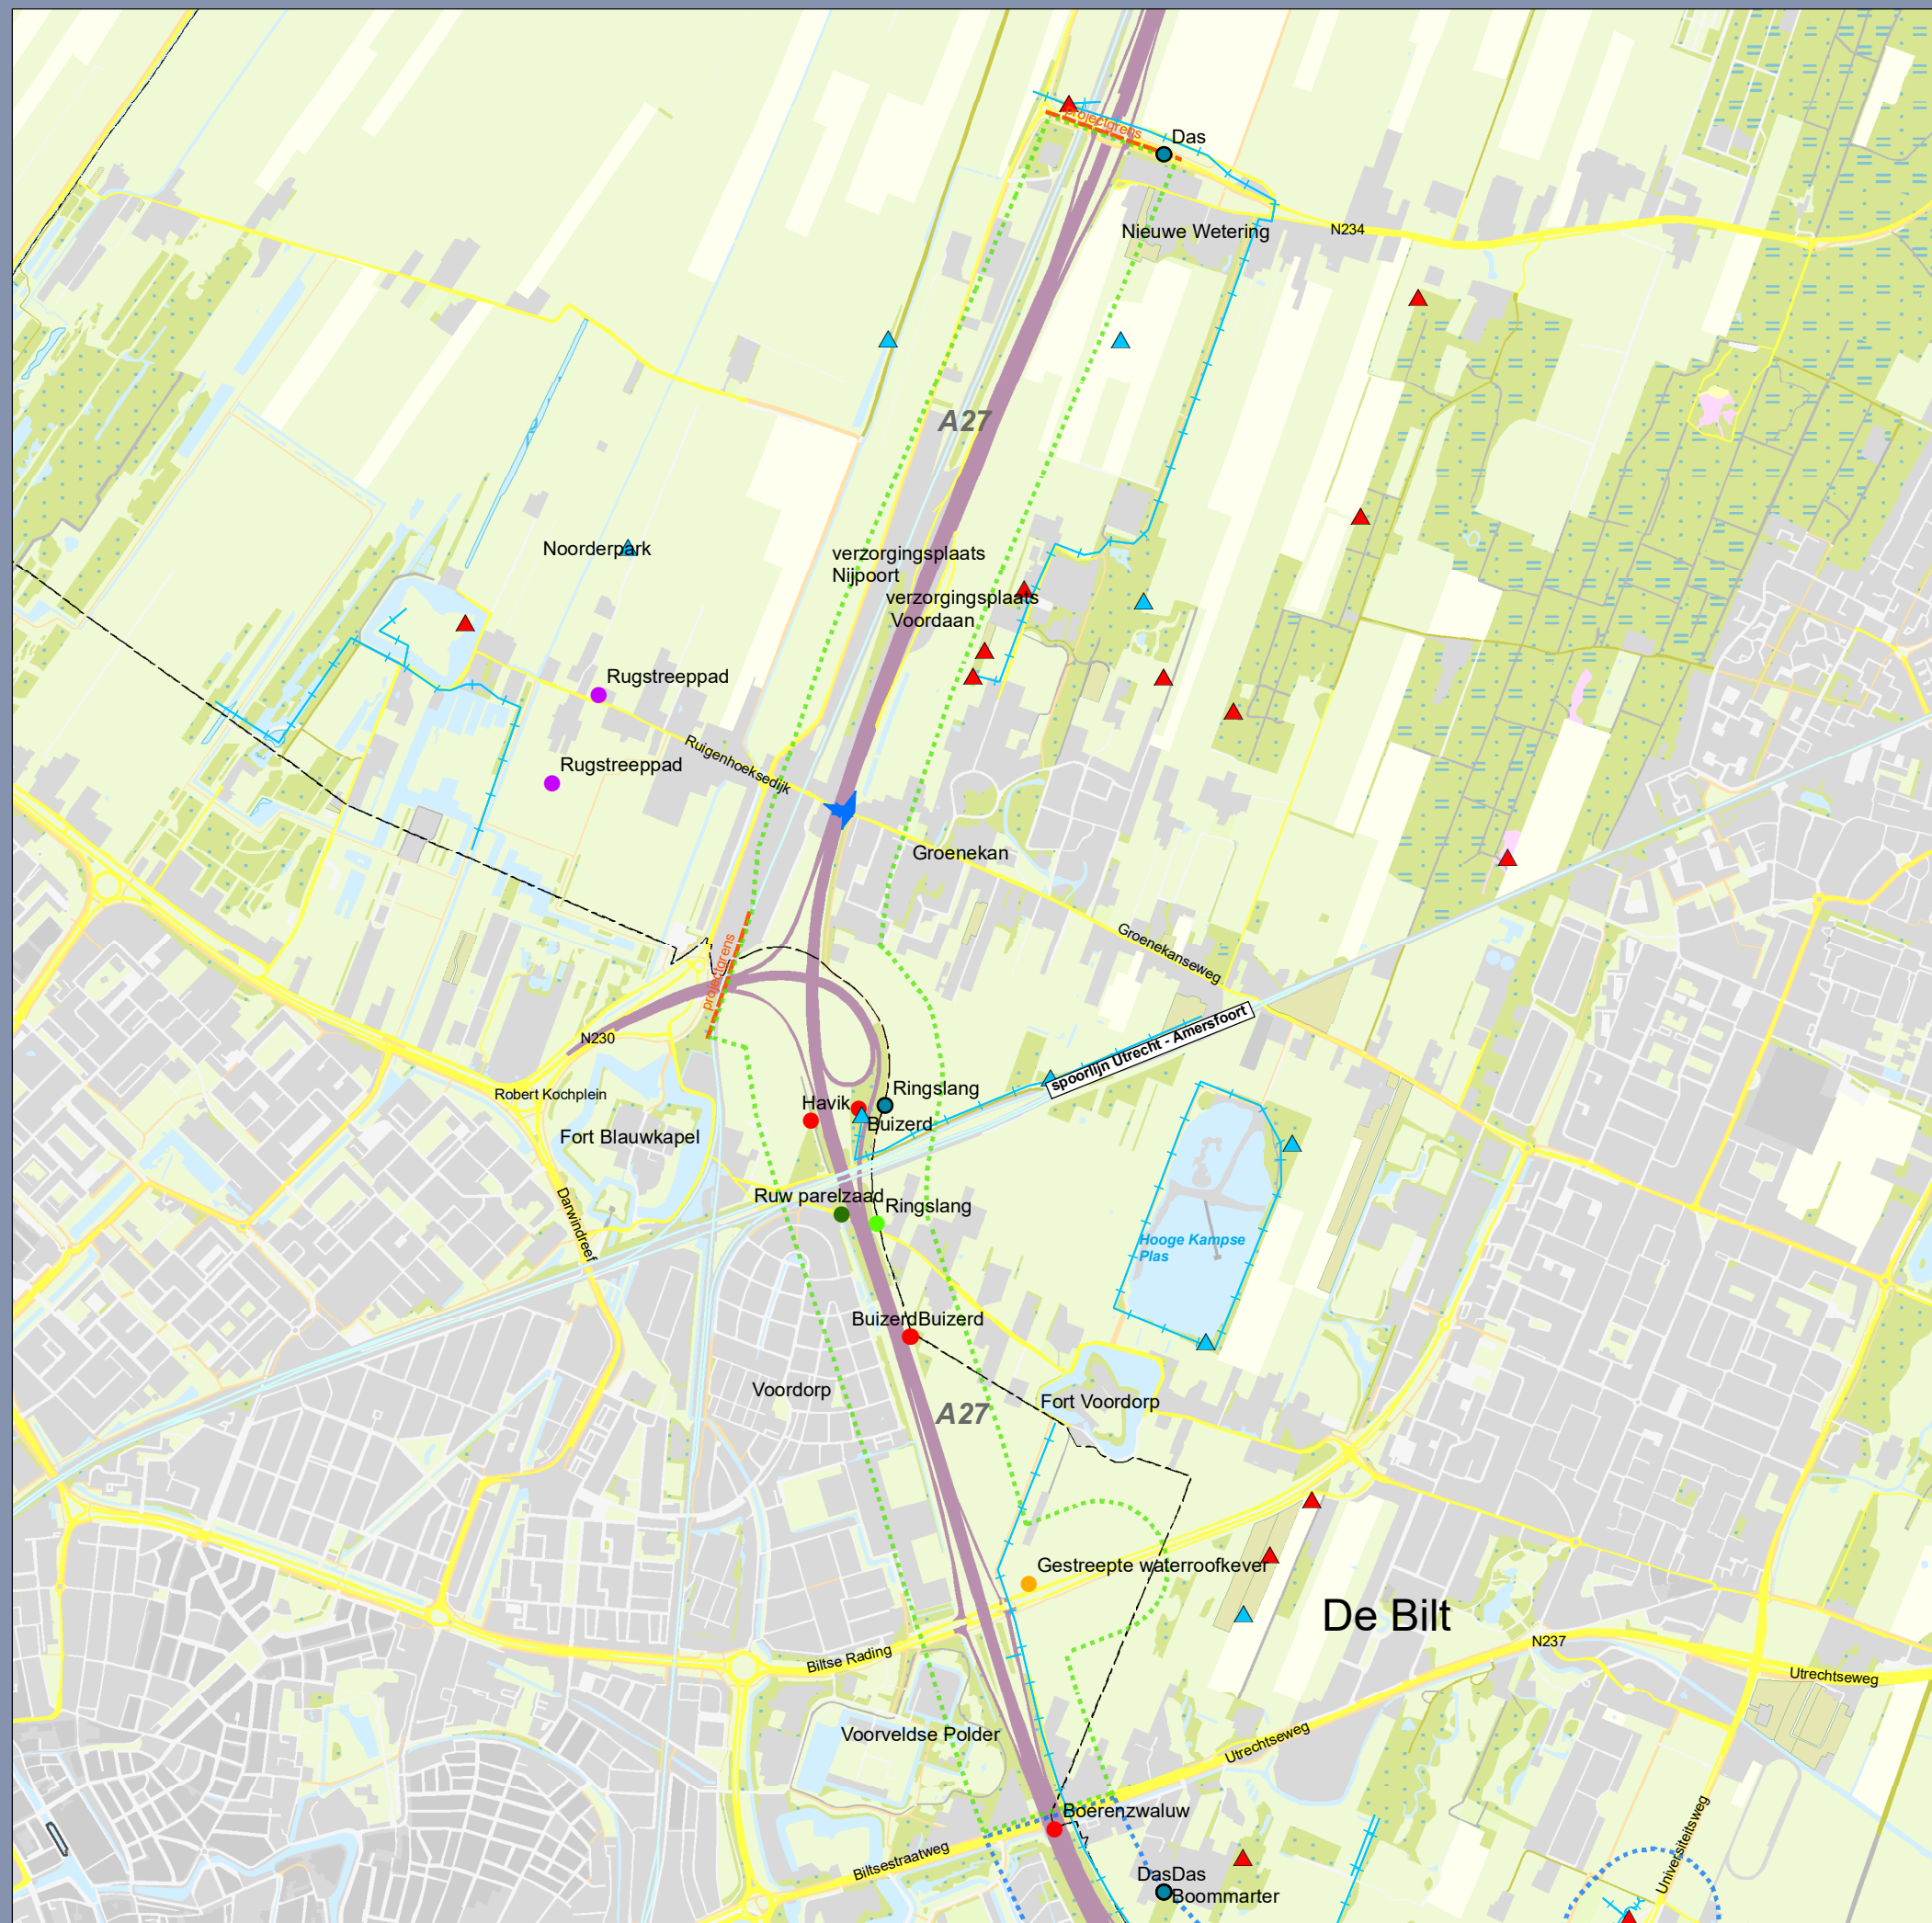 projectgrens
Das
Nieuwe Wetering
N234
A27
Noorderpark
verzorgingsplaats
Nijpoort
verzorgingsplaats
Voordaan
Rugstreeppad
Rugstreeppad
Ruigenhoeksedijk
Groenekan
Groenekanseweg
projectgrens
spoorlijn Utrecht - Amersfoort
N230
Robert Kochplein
Fort Blauwkapel
Havik
Ringslang
Buizerd
Darwindreef
Ruw parelzaad
Ringslang
Hooge Kampse
Plas
BuizerdBuizerd
Voordorp
A27
Fort Voordorp
Gestreepte waterroofkever
De Bilt
N237
Biltse Rading
Utrechtseweg
Voorveldse Polder
Utrechtseweg
Boerenzwaluw
Biltsestraatweg
Universiteitsweg
DasDas
Boommarter